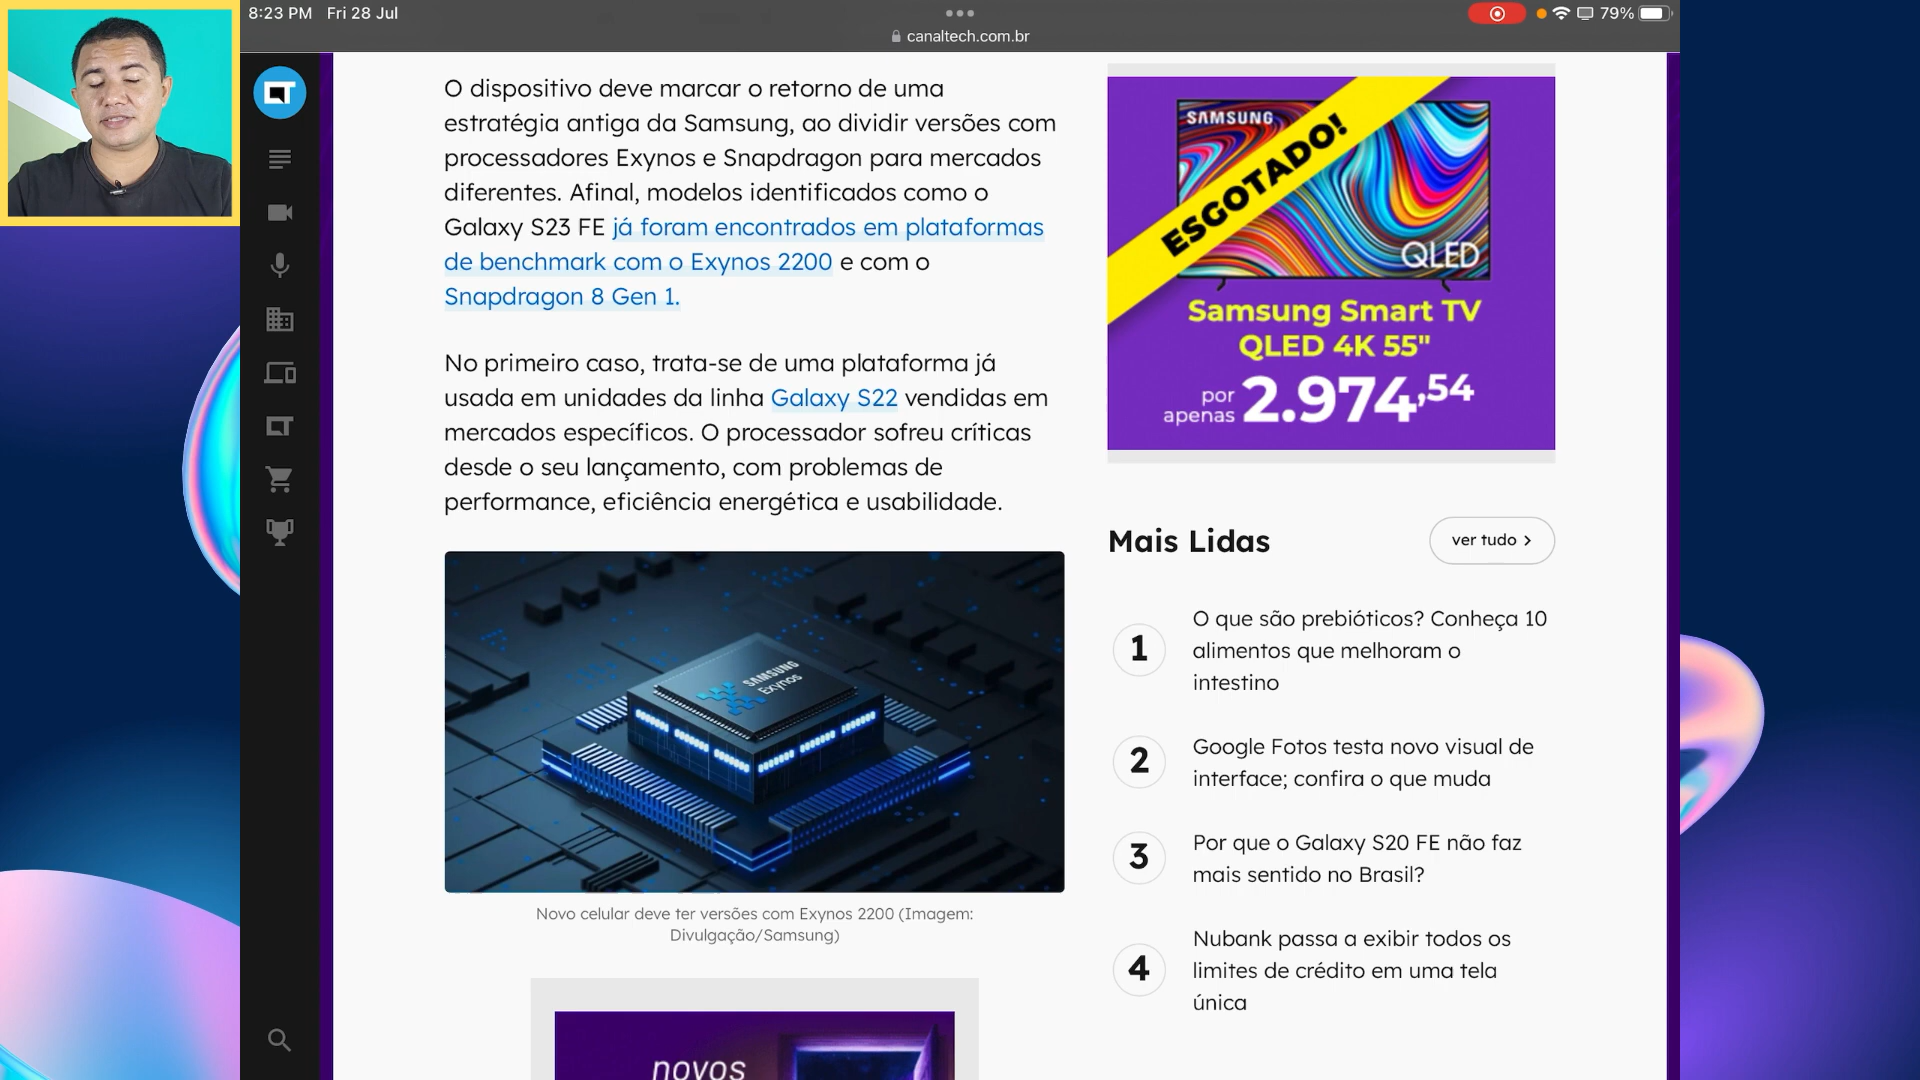 8:23 PM Fri 28 Jul
79%
canaltech.com.br
O dispositivo deve marcar o retorno de uma
estratégia antiga da Samsung, ao dividir versões com
processadores Exynos e Snapdragon para mercados
diferentes. Afinal, modelos identificados como o
Galaxy S23 FE já foram encontrados em plataformas
de benchmark com o Exynos 2200 e com o
Snapdragon 8 Gen 1.
No primeiro caso, trata-se de uma plataforma já
usada em unidades da linha Galaxy S22 vendidas em
mercados específicos. O processador sofreu críticas
desde o seu lançamento, com problemas de
performance, eficiência energética e usabilidade.
SAMSUNG
Exynos
Novo celular deve ter versões com Exynos 2200 (Imagem:
Divulgação/Samsung)
novos
SAMSUNG
ESGOTADO!
QLED
Samsung Smart TV
QLED 4K 55"
por
apenas 2.974,54
Mais Lidas
ver tudo
1
O que são prebióticos? Conheça 10
alimentos que melhoram o
intestino
2
Google Fotos testa novo visual de
interface; confira o que muda
3
Por que o Galaxy S20 FE não faz
mais sentido no Brasil?
4
Nubank passa a exibir todos os
limites de crédito em uma tela
única